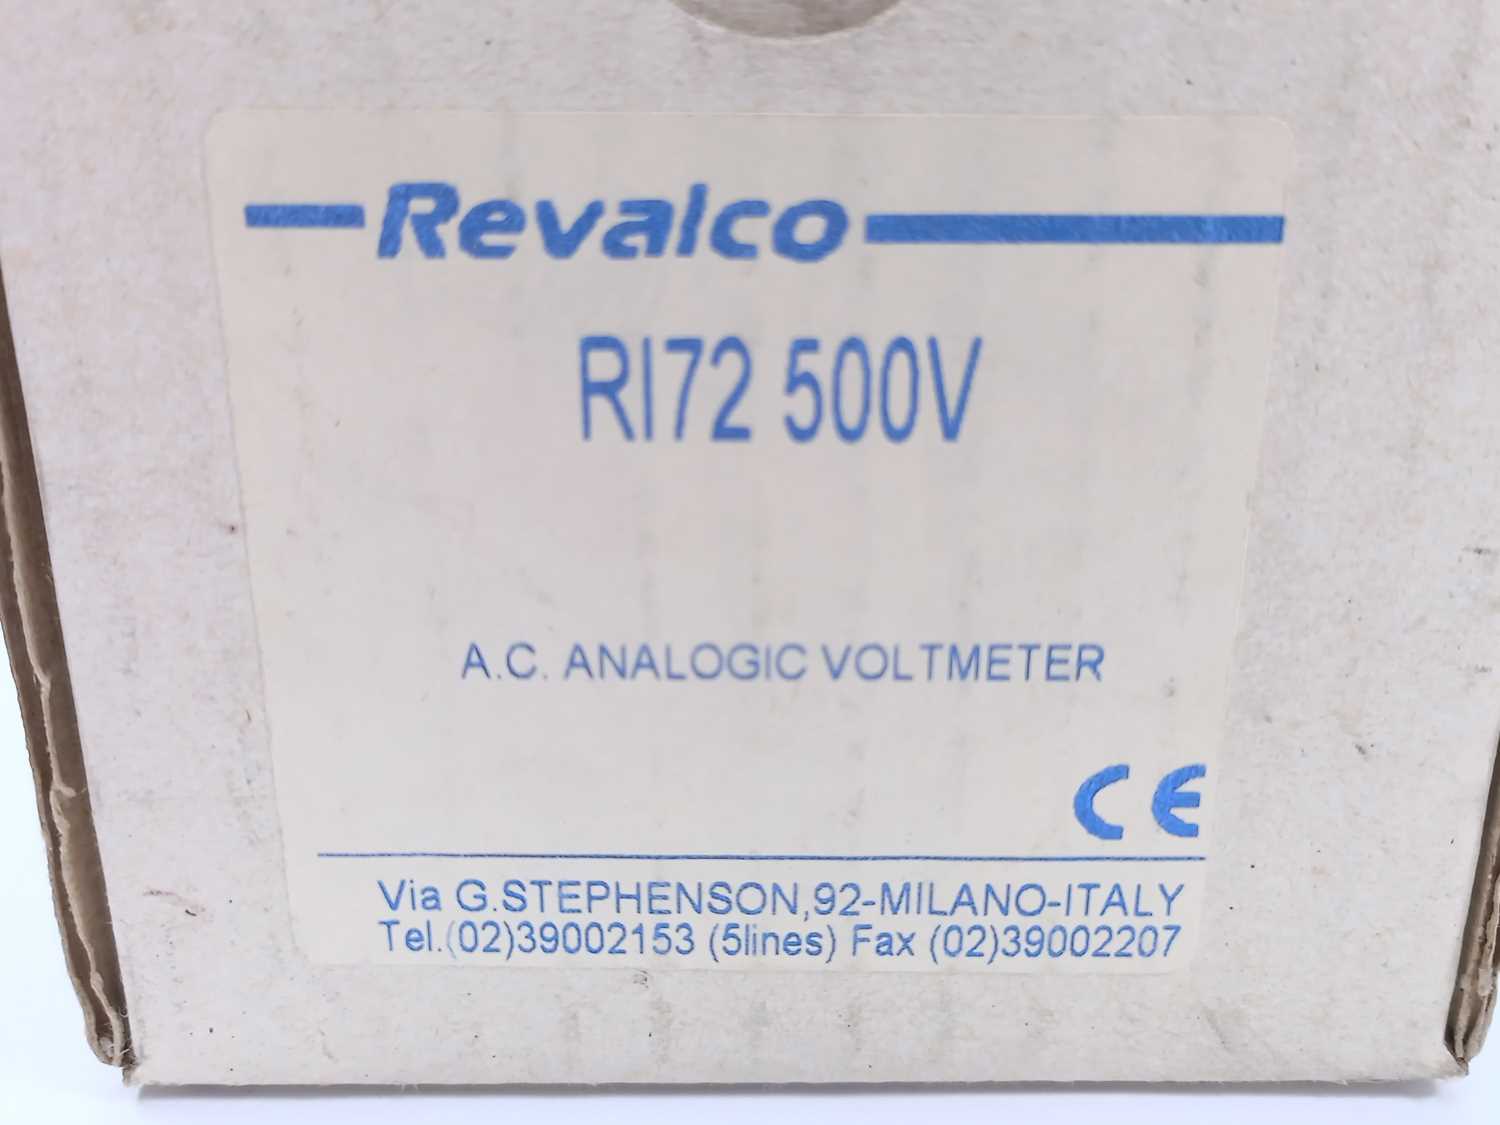 Revalco
RI72 500V
A.C. ANALOGIC VOLTMETER
CE
Via G.STEPHENSON,92-MILANO-ITALY
Tel.(02)39002153 (5lines) Fax (02)39002207